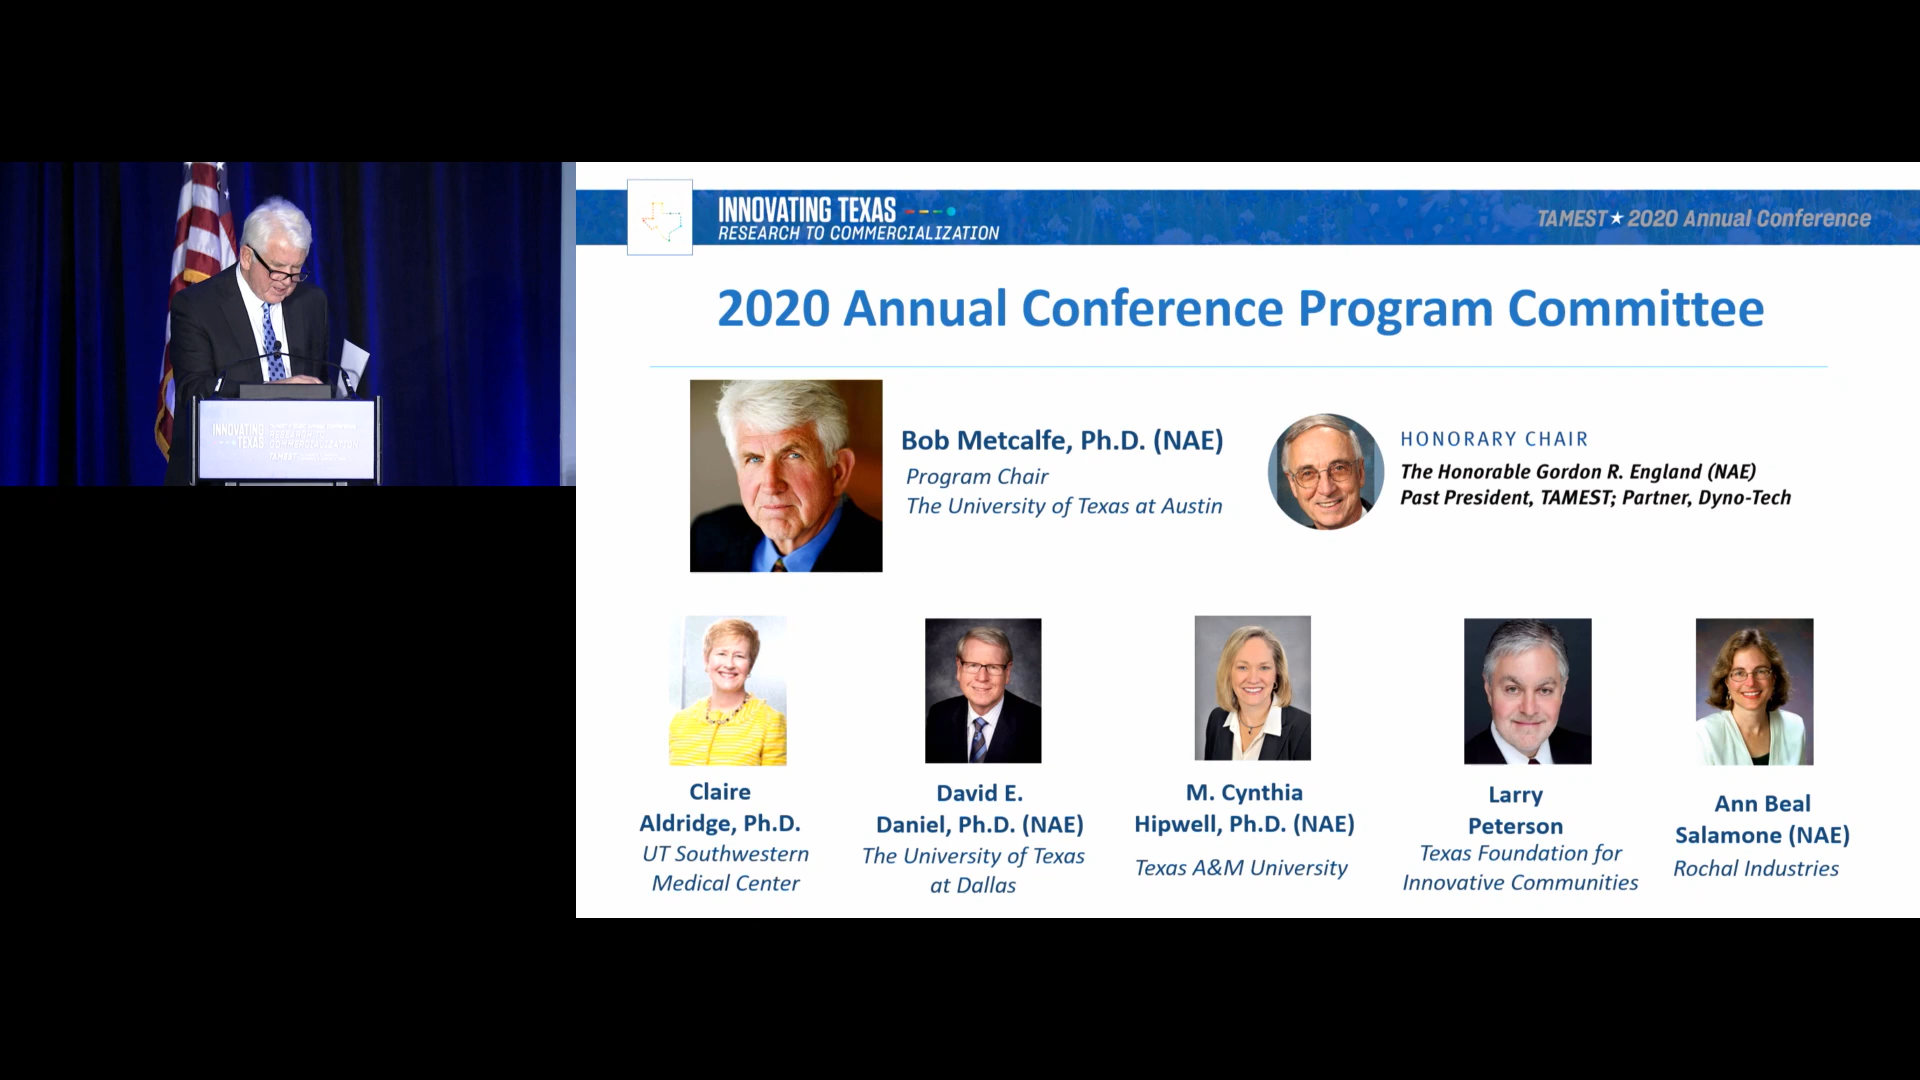 INNOVATING TEXAS
RESEARCH TO COMMERCIALIZATION
TAMEST★2020 Annual Conference
2020 Annual Conference Program Committee
Bob Metcalfe, Ph.D. (NAE)
Program Chair
The University of Texas at Austin
HONORARY CHAIR
The Honorable Gordon R. England (NAE)
Past President, TAMEST; Partner, Dyno-Tech
Claire
Aldridge, Ph.D.
UT Southwestern
Medical Center
David E.
Daniel, Ph.D. (NAE)
The University of Texas
at Dallas
M. Cynthia
Hipwell, Ph.D. (NAE)
Texas A&M University
Larry
Peterson
Texas Foundation for
Innovative Communities
Ann Beal
Salamone (NAE)
Rochal Industries
INNOVATING
TEXAS
RESEARCH TO
COMMERCIALIZATION
TAMEST